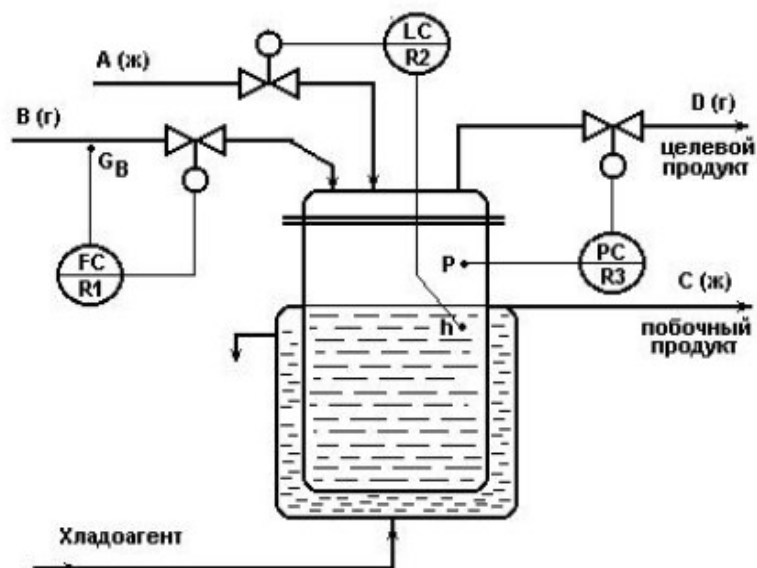 LC
R2
A (ж)
B (г)
G B
D (г)
целевой
продукт
FC
R1
P
PC
R3
C (ж)
h
побочный
продукт
Хладоагент